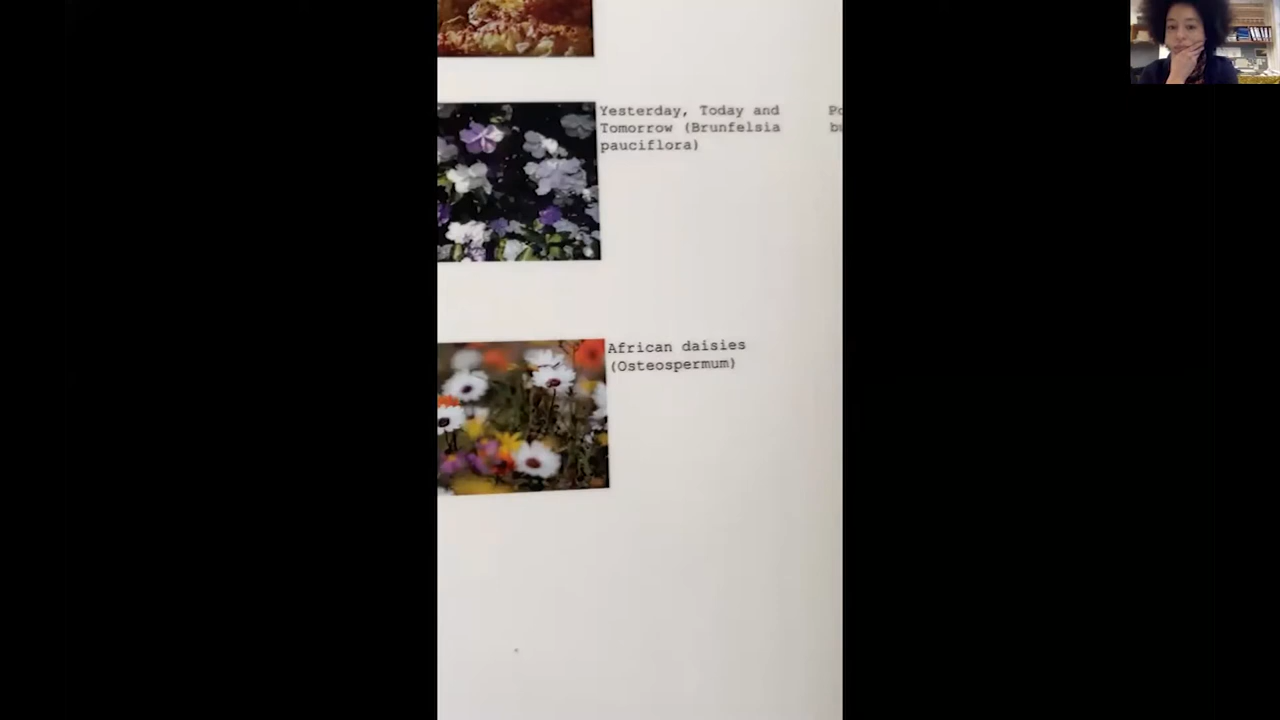 Yesterday, Today and
Tomorrow (Brunfelsia
pauciflora)
African daisies
(Osteospermum)